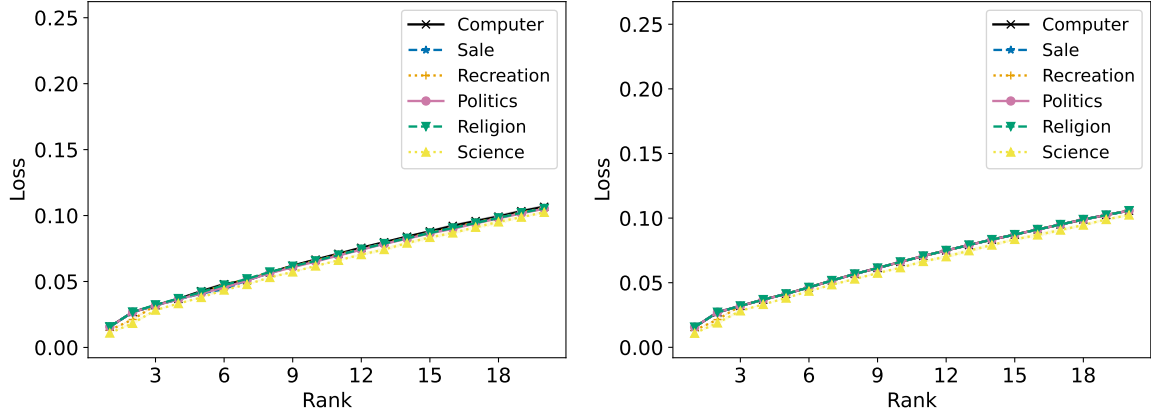 0.25
0.20
0.15
0.10
0.05
0.00
Loss
3 6 9 12 15 18
Rank
Computer
Sale
Recreation
Politics
Religion
Science
0.25
0.20
0.15
0.10
0.05
0.00
Loss
3 6 9 12 15 18
Rank
Computer
Sale
Recreation
Politics
Religion
Science